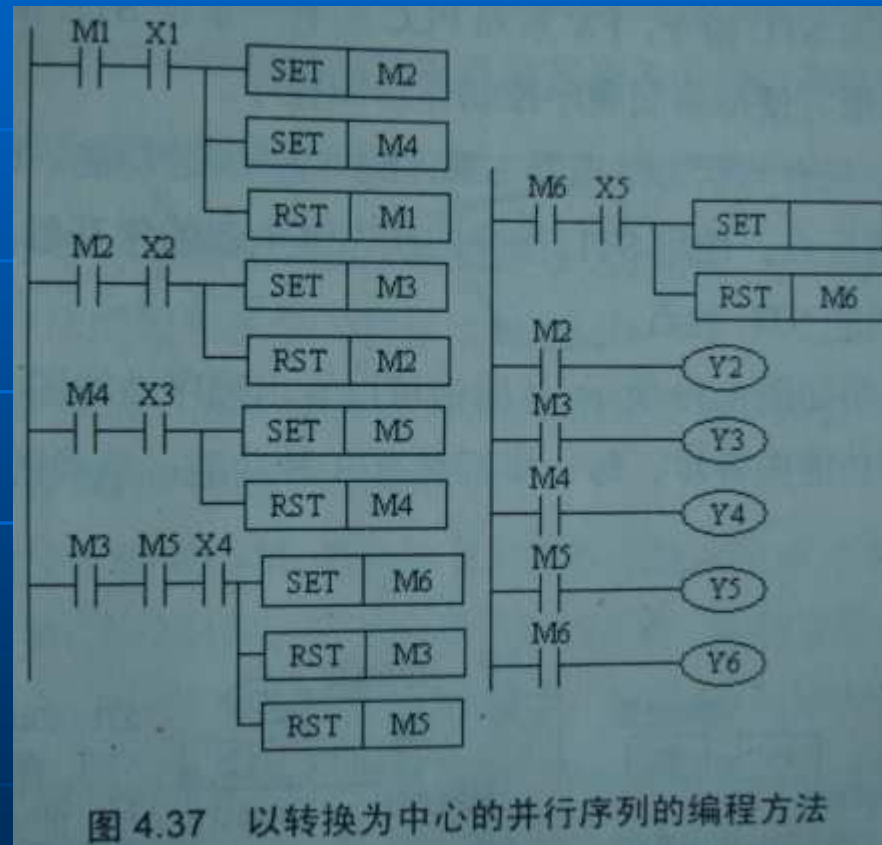 M1 X1
SET M2
SET M4
RST M1
M2 X2
SET M3
RST M2
M4 X3
SET M5
RST M4
M3 M5 X4
SET M6
RST M3
RST M5
M6 X5
SET
RST M6
M2
Y2
M3
Y3
M4
Y4
M5
Y5
M6
Y6
图 4.37 以转换为中心的并行序列的编程方法